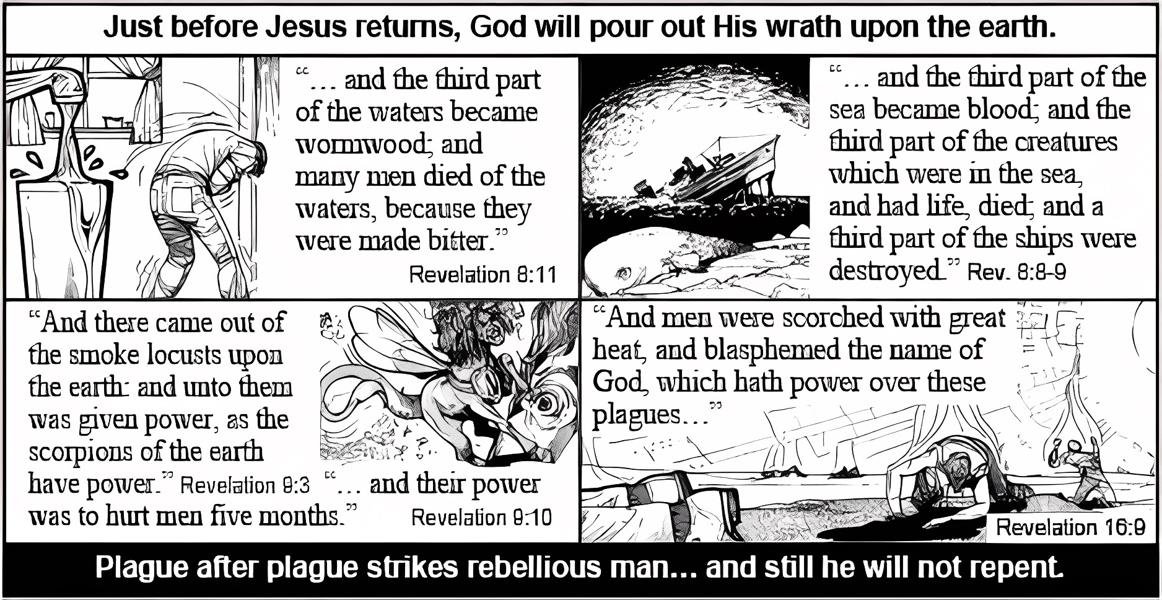 Just before Jesus returns, God will pour out His wrath upon the earth.
“... and the third part
of the waters became
wormwood; and
many men died of the
waters, because they
were made bitter.”
Revelation 8:11
“... and the third part of the
sea became blood; and the
third part of the creatures
which were in the sea,
and had life, died; and a
third part of the ships were
destroyed.” Rev. 8:8-9
“And there came out of
the smoke locusts upon
the earth: and unto them
was given power, as the
scorpions of the earth
have power.” Revelation 9:3 “... and their power
was to hurt men five months.” Revelation 9:10
“And men were scorched with great
heat, and blasphemed the name of
God, which hath power over these
plagues...”
Revelation 16:9
Plague after plague strikes rebellious man... and still he will not repent.